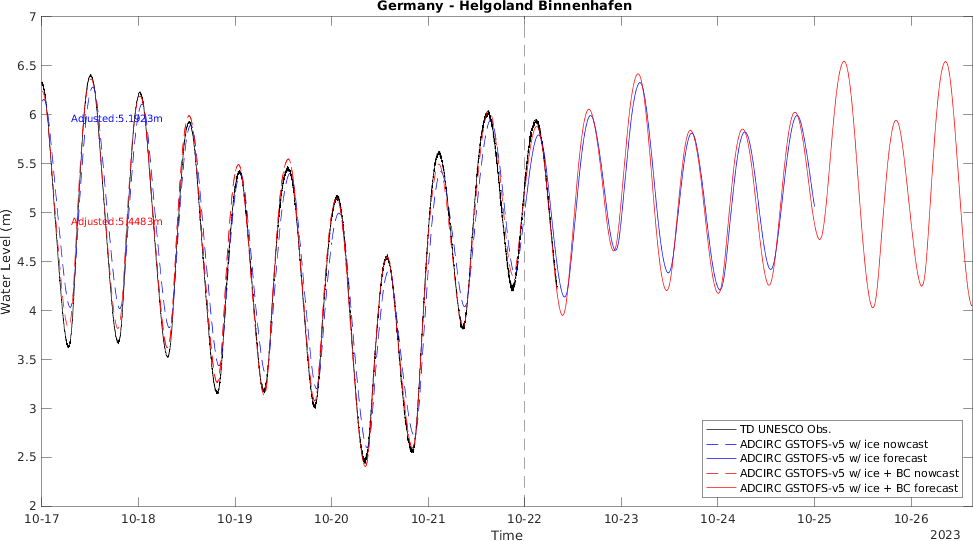 Germany - Helgoland Binnenhafen
7
6.5
6
5.5
5
4.5
4
3.5
3
2.5
2
Water Level (m)
Adjusted:5.1923m
Adjusted:5.4483m
TD UNESCO Obs.
ADCIRC GSTOFS-v5 w/ ice nowcast
ADCIRC GSTOFS-v5 w/ ice forecast
ADCIRC GSTOFS-v5 w/ ice + BC nowcast
ADCIRC GSTOFS-v5 w/ ice + BC forecast
10-17 10-18 10-19 10-20 10-21 10-22 10-23 10-24 10-25 10-26
Time
2023